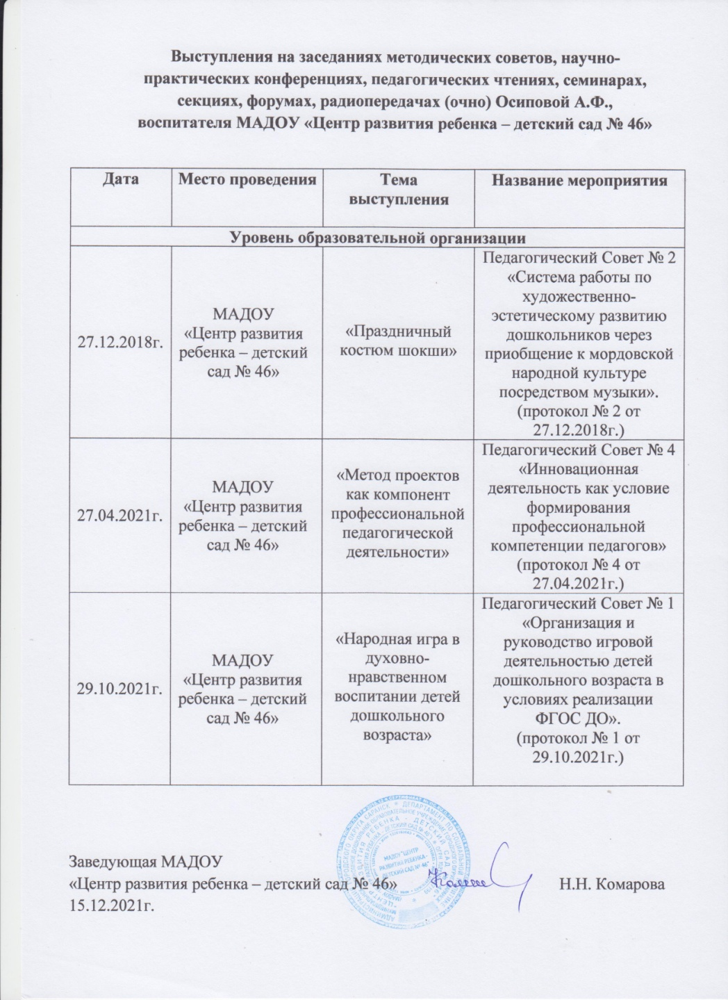 Выступления на заседаниях методических советов, научно-
практических конференциях, педагогических чтениях, семинарах,
секциях, форумах, радиопередачах (очно) Осиповой А.Ф.,
воспитателя МАДОУ «Центр развития ребенка – детский сад № 46»
Дата
Место проведения
Тема
выступления
Название мероприятия
Уровень образовательной организации
27.12.2018г.
МАДОУ
«Центр развития
ребенка – детский
сад № 46»
«Праздничный
костюм шокши»
Педагогический Совет № 2
«Система работы по
художественно-
эстетическому развитию
дошкольников через
приобщение к мордовской
народной культуре
посредством музыки».
(протокол № 2 от
27.12.2018г.)
27.04.2021г.
МАДОУ
«Центр развития
ребенка – детский
сад № 46»
«Метод проектов
как компонент
профессиональной
педагогической
деятельности»
Педагогический Совет № 4
«Инновационная
деятельность как условие
формирования
профессиональной
компетенции педагогов»
(протокол № 4 от
27.04.2021г.)
29.10.2021г.
МАДОУ
«Центр развития
ребенка – детский
сад № 46»
«Народная игра в
духовно-
нравственном
воспитании детей
дошкольного
возраста»
Педагогический Совет № 1
«Организация и
руководство игровой
деятельностью детей
дошкольного возраста в
условиях реализации
ФГОС ДО».
(протокол № 1 от
29.10.2021г.)
МАДОУ "ЦЕНТР
РАЗВИТИЯ РЕБЕНКА -
ДЕТСКИЙ САД № 46"
Заведующая МАДОУ
«Центр развития ребенка – детский сад № 46» Н.Н. Комарова
15.12.2021г.